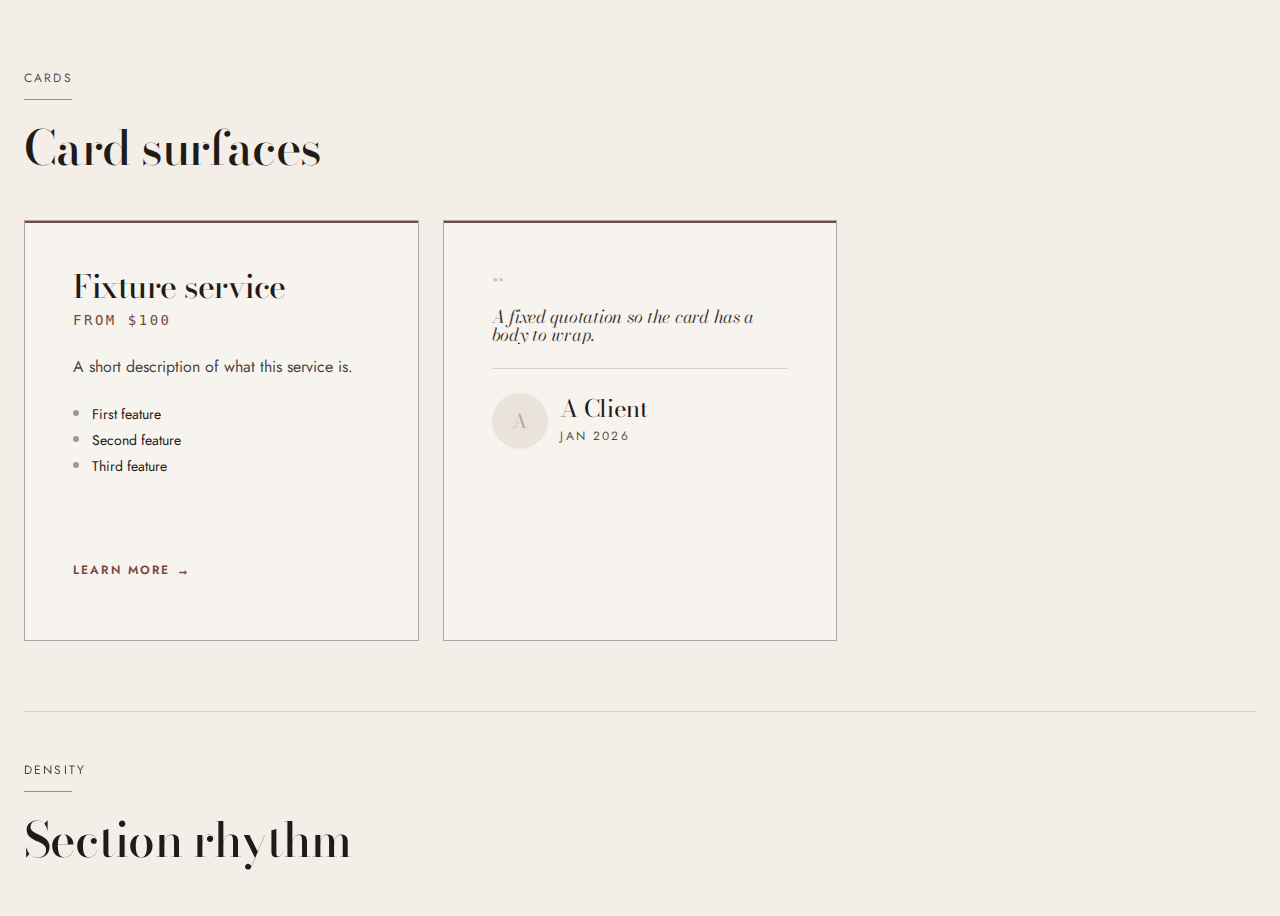 CARDS
Card surfaces
Fixture service
FROM $100
A short description of what this service is.
First feature
Second feature
Third feature
LEARN MORE →
"
A fixed quotation so the card has a
body to wrap.
A
A Client
JAN 2026
DENSITY
Section rhythm